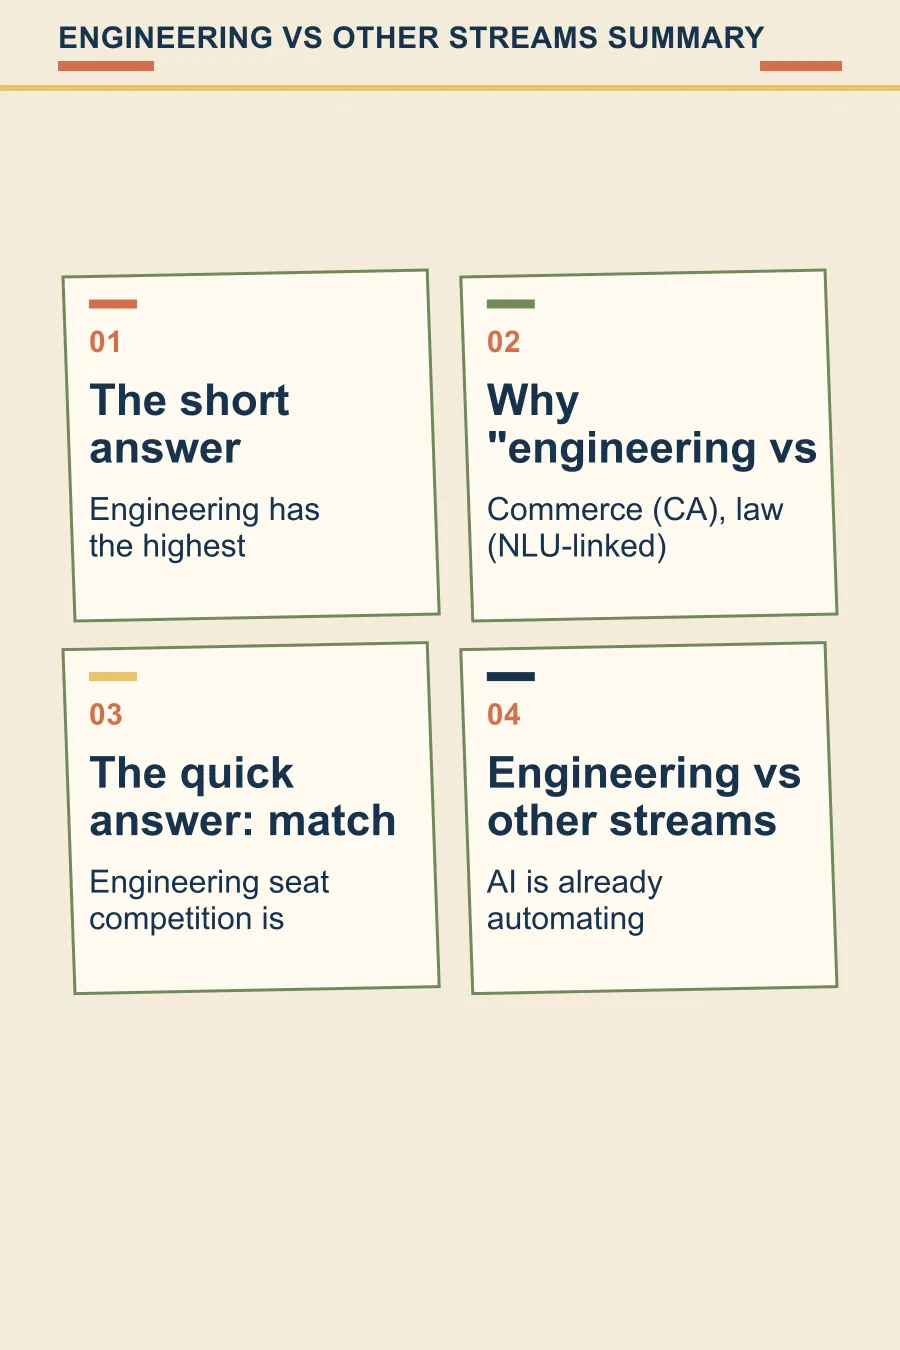 ENGINEERING VS OTHER STREAMS SUMMARY
01
The short
answer
Engineering has
the highest
02
Why
"engineering vs
Commerce (CA), law
(NLU-linked)
03
The quick
answer: match
Engineering seat
competition is
04
Engineering vs
other streams
AI is already
automating